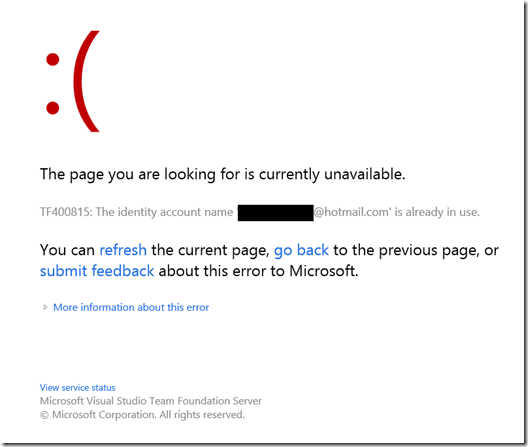 :(
The page you are looking for is currently unavailable.
TF400815: The identity account name @hotmail.com' is already in use.
You can refresh the current page, go back to the previous page, or
submit feedback about this error to Microsoft.
More information about this error
View service status
Microsoft Visual Studio Team Foundation Server
© Microsoft Corporation. All rights reserved.